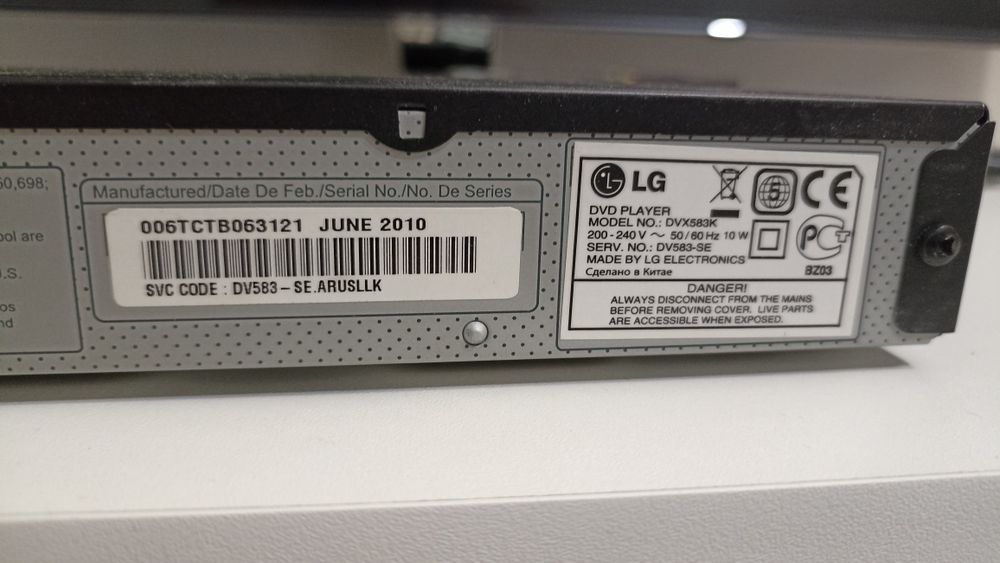 60,698;
ool are
U.S.
os
nd
Manufactured/Date De Feb./Serial No./No. De Series
006TCTB063121 JUNE 2010
SVC CODE : DV583-SE.ARUSLLK
LG
5
CE
DVD PLAYER
MODEL NO.: DVX583K
200 - 240 V ~ 50 / 60 Hz 10 W
SERV. NO.: DV583-SE
MADE BY LG ELECTRONICS
Сделано в Китае
BZ03
DANGER!
ALWAYS DISCONNECT FROM THE MAINS
BEFORE REMOVING COVER. LIVE PARTS
ARE ACCESSIBLE WHEN EXPOSED.